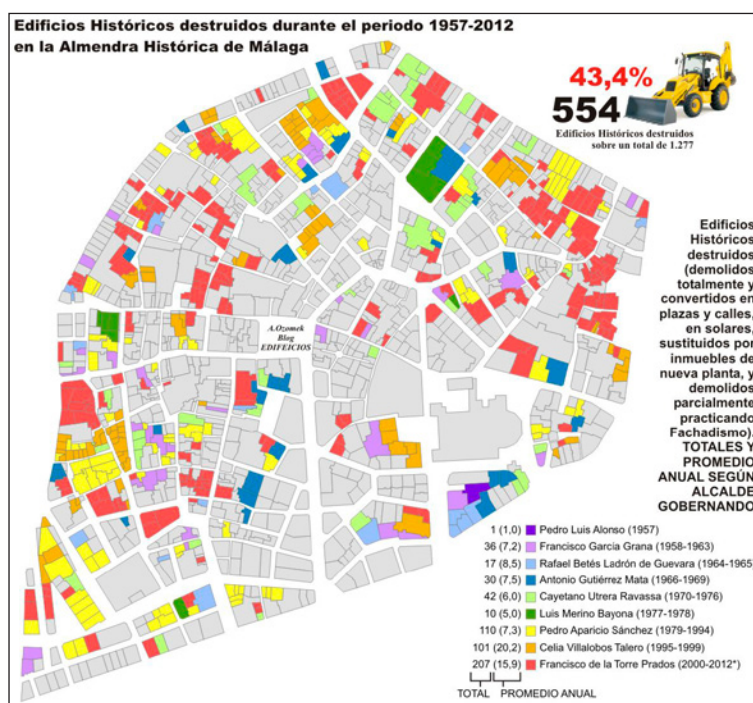 Edificios Históricos destruidos durante el periodo 1957-2012
en la Almendra Histórica de Málaga
43,4%
554
Edificios Históricos destruidos
sobre un total de 1.277
Edificios
Históricos
destruidos
(demolidos
totalmente y
convertidos en
plazas y calles,
en solares,
sustituidos por
inmuebles de
nueva planta, y
demolidos
parcialmente
practicando
Fachadismo).
TOTALES Y
PROMEDIO
ANUAL SEGÚN
ALCALDE
GOBERNANDO
A.Ozomek
Blog
EDIFEICIOS
1 (1,0) Pedro Luis Alonso (1957)
36 (7,2) Francisco García Grana (1958-1963)
17 (8,5) Rafael Betés Ladrón de Guevara (1964-1965)
30 (7,5) Antonio Gutiérrez Mata (1966-1969)
42 (6,0) Cayetano Utrera Ravassa (1970-1976)
10 (5,0) Luis Merino Bayona (1977-1978)
110 (7,3) Pedro Aparicio Sánchez (1979-1994)
101 (20,2) Celia Villalobos Talero (1995-1999)
207 (15,9) Francisco de la Torre Prados (2000-2012*)
TOTAL PROMEDIO ANUAL